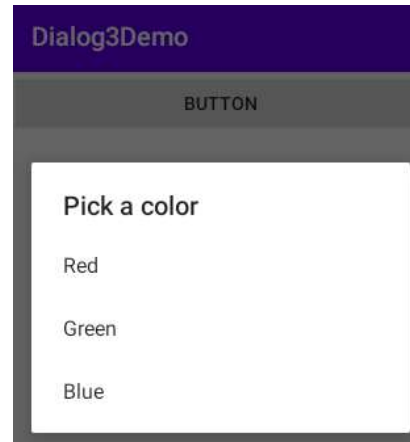 Dialog3Demo
BUTTON
Pick a color
Red
Green
Blue